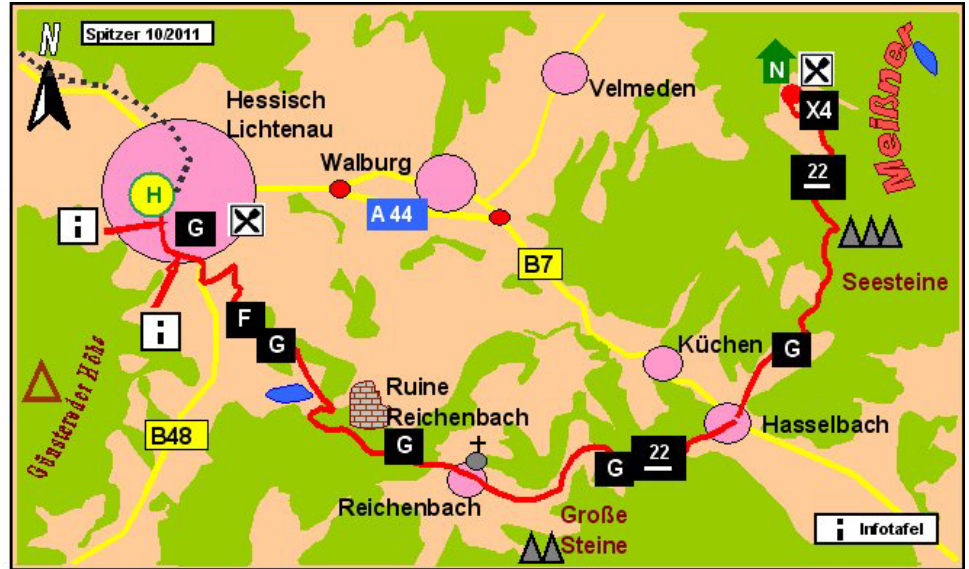 N
Spitzer 10/2011
Hessisch
Lichtenau
Velmeden
Walburg
N
X4
Meißner
22
H
i
G
A 44
B7
Seesteine
i
F
G
G
Küchen
Günsteröder Höhe
Ruine
Reichenbach
B48
G
Hasselbach
22
G
Reichenbach
Große
Steine
i Infotafel